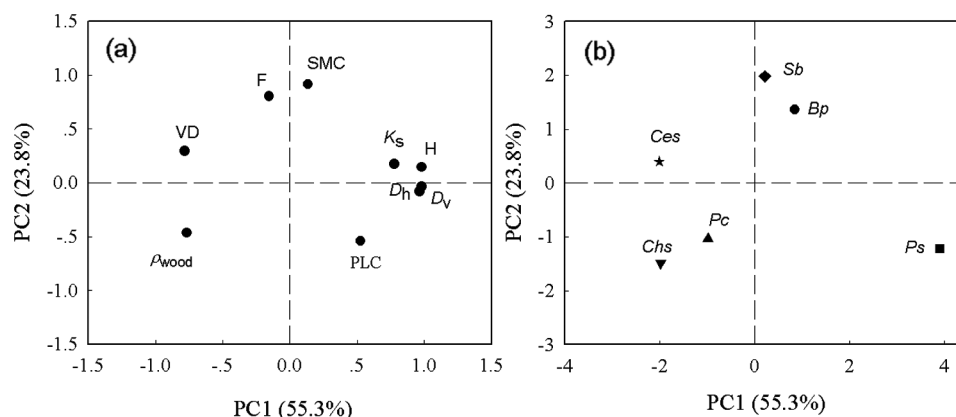 (a)
SMC
F
VD
Ks
H
Dh
Dv
ρwood
PLC
1.5
1.0
.5
0.0
-.5
-1.0
-1.5
PC2 (23.8%)
-1.5 -1.0 -.5 0.0 .5 1.0 1.5
PC1 (55.3%)
(b)
Sb
Bp
Ces
Pc
Chs
Ps
3
2
1
0
-1
-2
-3
PC2 (23.8%)
-4 -2 0 2 4
PC1 (55.3%)